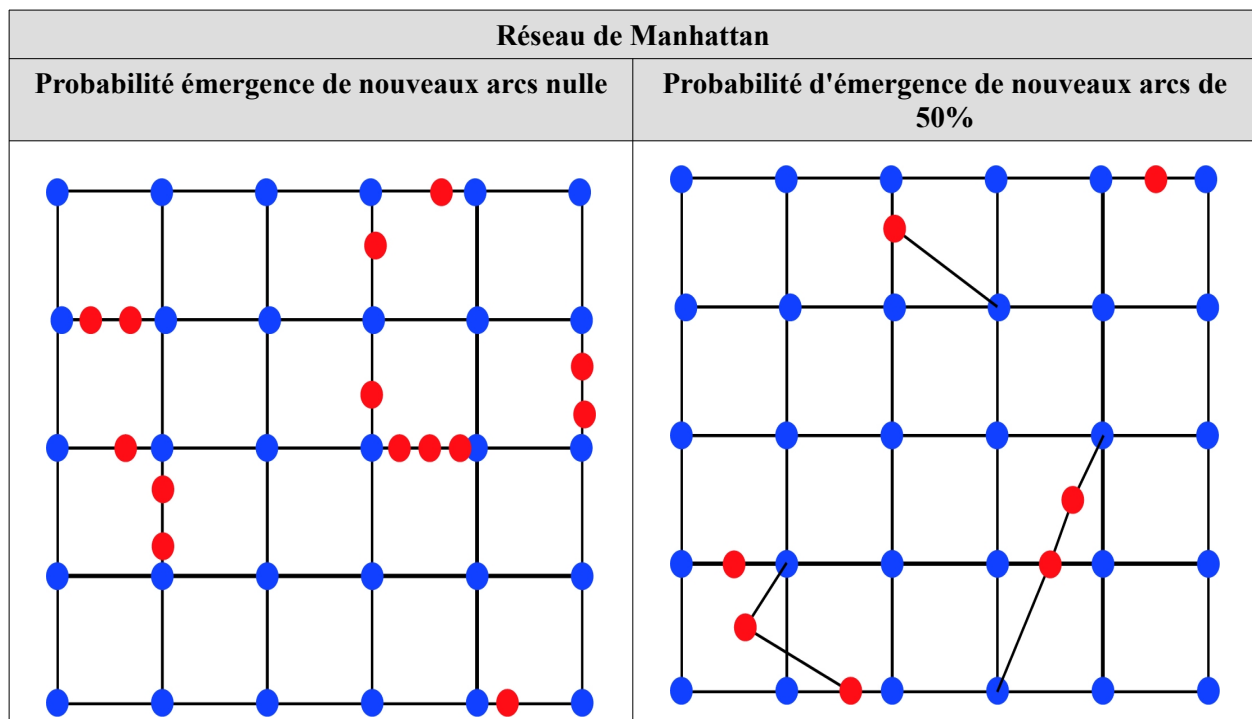 Réseau de Manhattan
Probabilité émergence de nouveaux arcs nulle
Probabilité d'émergence de nouveaux arcs de
50%